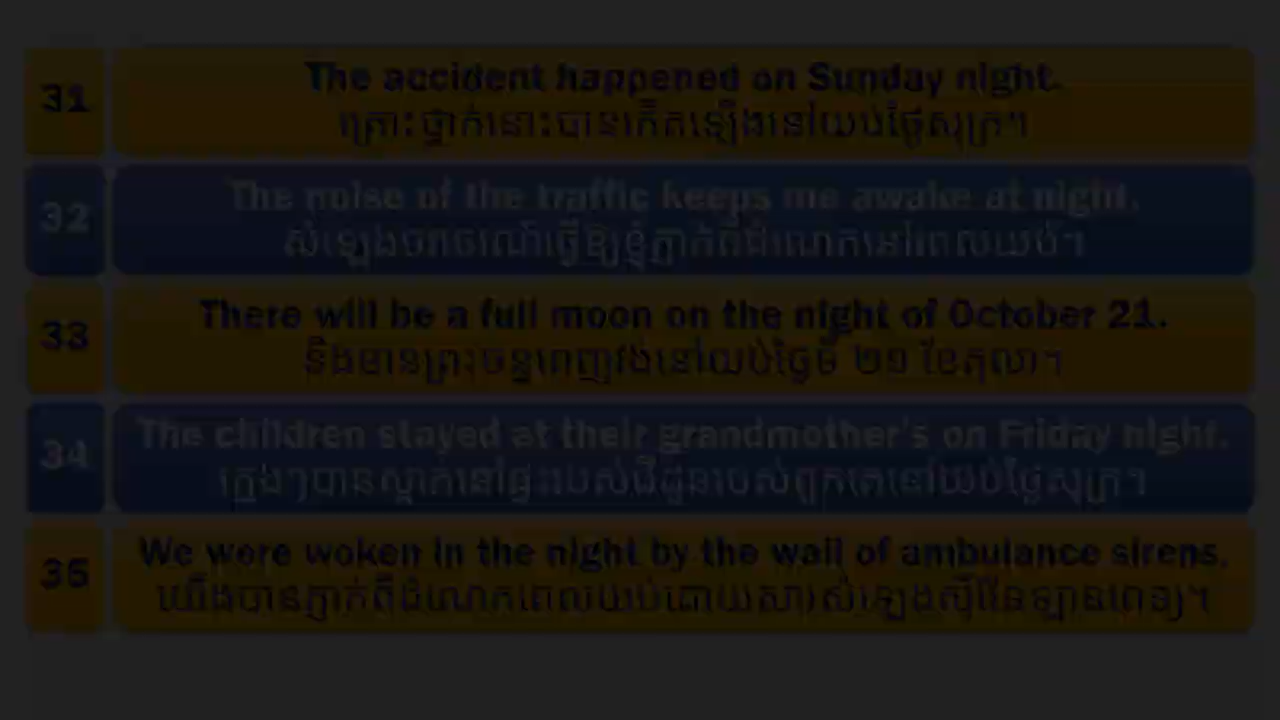 31
The accident happened on Sunday night.
គ្រោះថ្នាក់នោះបានកើតឡើងនៅយប់ថ្ងៃសុក្រ។
32
The noise of the traffic keeps me awake at night.
សំឡេងចរាចរណ៍ធ្វើឱ្យខ្ញុំភ្ញាក់ពីដំណេកនៅពេលយប់។
33
There will be a full moon on the night of October 21.
នឹងមានព្រះចន្ទពេញវង់នៅយប់ថ្ងៃទី ២១ ខែតុលា។
34
The children stayed at their grandmother's on Friday night.
ក្មេងៗបានស្នាក់នៅផ្ទះរបស់ជីដូនរបស់ពួកគេនៅយប់ថ្ងៃសុក្រ។
35
We were woken in the night by the wail of ambulance sirens.
យើងបានភ្ញាក់ពីដំណេកពេលយប់ដោយសារសំឡេងស៊ីរ៉ែនឡានពេទ្យ។